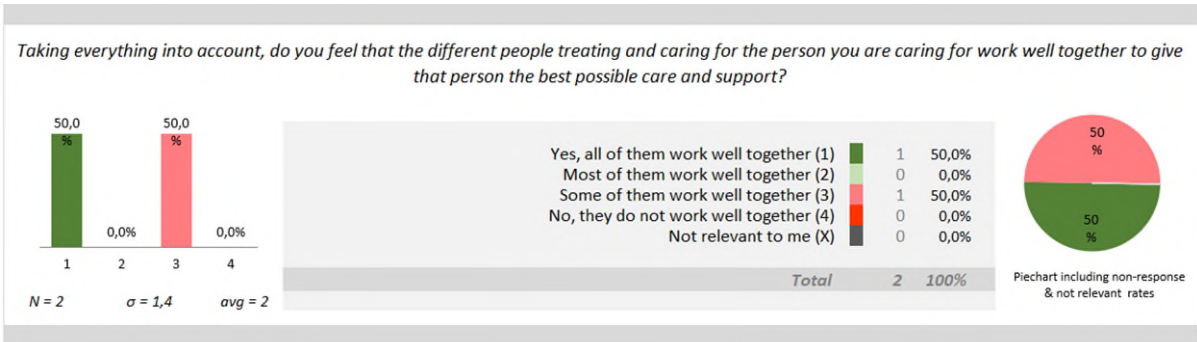 Taking everything into account, do you feel that the different people treating and caring for the person you are caring for work well together to give
that person the best possible care and support?
50,0
%
0,0%
50,0
%
0,0%
1 2 3 4
N = 2 σ = 1,4 avg = 2
Yes, all of them work well together (1) 1 50,0%
Most of them work well together (2) 0 0,0%
Some of them work well together (3) 1 50,0%
No, they do not work well together (4) 0 0,0%
Not relevant to me (X) 0 0,0%
Total 2 100%
50
%
50
%
Piechart including non-response
& not relevant rates